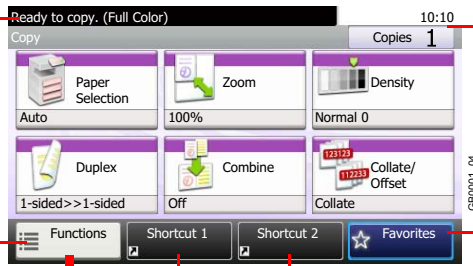 Ready to copy. (Full Color)
10:10
Copy
Copies 1
Paper
Selection
Auto
Zoom
100%
Density
Normal 0
Duplex
1-sided>>1-sided
Combine
Off
123123
112233
Collate/
Offset
Collate
Functions
Shortcut 1
Shortcut 2
Favorites